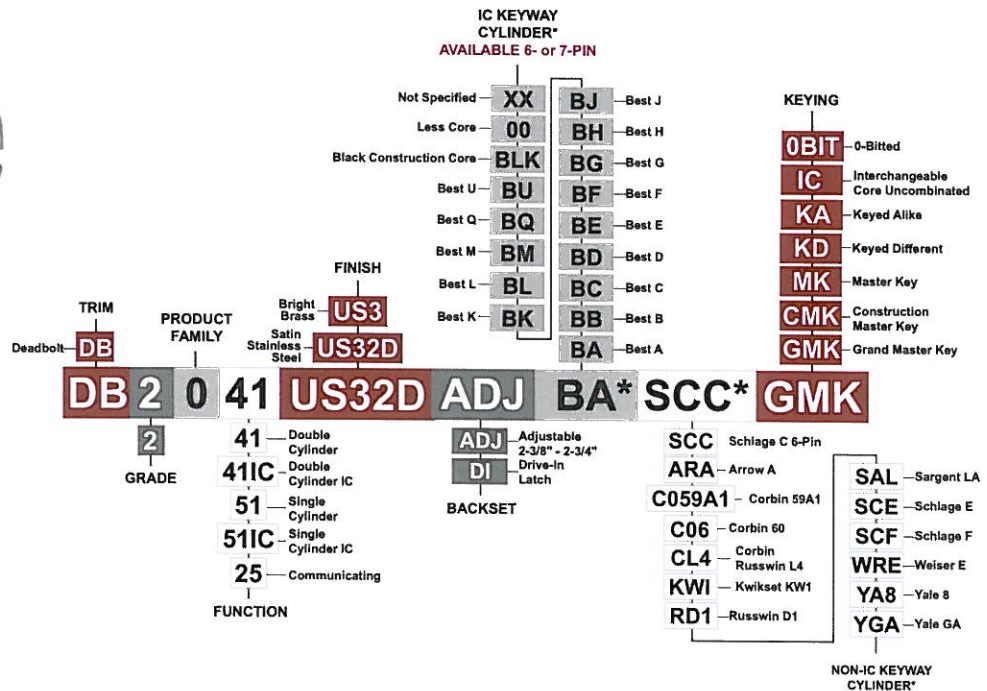 IC KEYWAY
CYLINDER*
AVAILABLE 6- or 7-PIN
Not Specified XX
Less Core 00
Black Construction Core BLK
Best U BU
Best Q BQ
Best M BM
Best L BL
Best K BK
BJ Best J
BH Best H
BG Best G
BF Best F
BE Best E
BD Best D
BC Best C
BB Best B
BA Best A
KEYING
0BIT 0-Bitted
IC Interchangeable
Core Uncombinated
KA Keyed Alike
KD Keyed Different
MK Master Key
CMK Construction
Master Key
GMK Grand Master Key
FINISH
Bright
Brass US3
Satin
Stainless
Steel US32D
TRIM
Deadbolt DB
PRODUCT
FAMILY
DB 2 0 41 US32D ADJ BA* SCC* GMK
2
GRADE
41 Double
Cylinder
41IC Double
Cylinder IC
51 Single
Cylinder
51IC Single
Cylinder IC
25 Communicating
FUNCTION
ADJ Adjustable
2-3/8" - 2-3/4"
DI Drive-In
Latch
BACKSET
SCC Schlage C 6-Pin
ARA Arrow A
C059A1 Corbin 59A1
C06 Corbin 60
CL4 Corbin
Russwin L4
KWI Kwikset KW1
RD1 Russwin D1
SAL Sargent LA
SCE Schlage E
SCF Schlage F
WRE Weiser E
YA8 Yale 8
YGA Yale GA
NON-IC KEYWAY
CYLINDER*